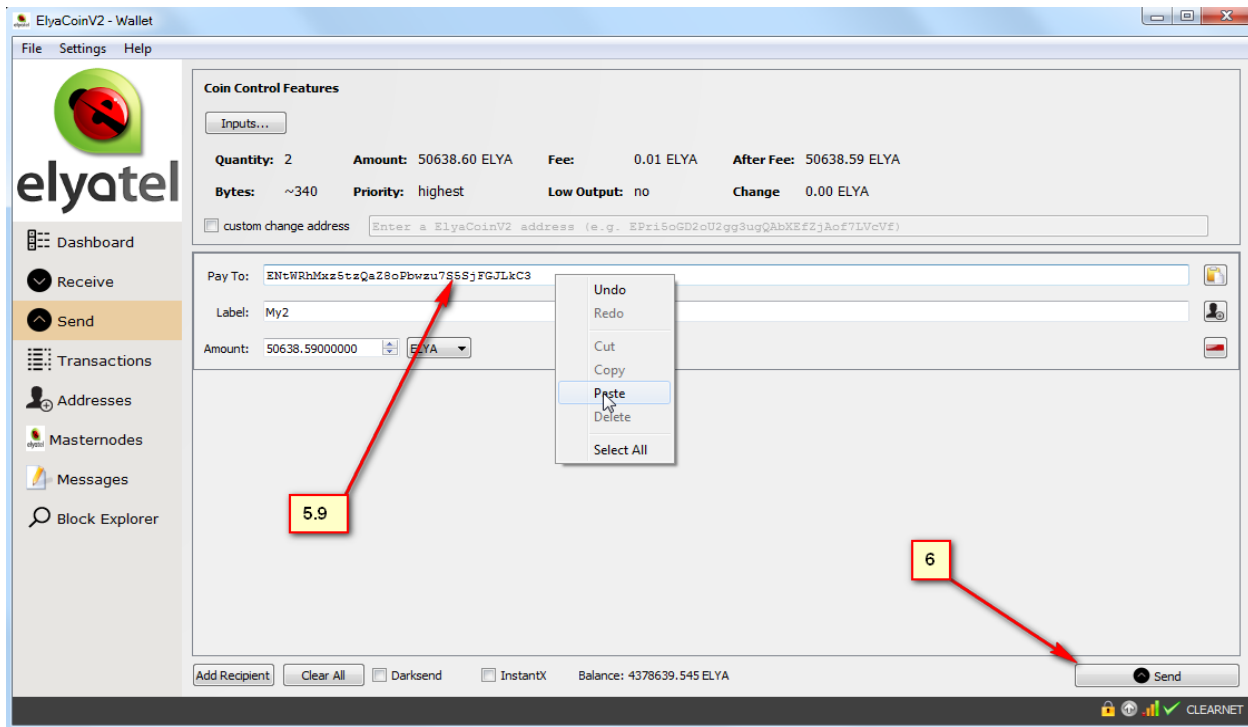 ElyaCoinV2 - Wallet
File Settings Help
elyatel
Dashboard
Receive
Send
Transactions
Addresses
elyatel Masternodes
Messages
Block Explorer
Coin Control Features
Inputs...
Quantity: 2 Amount: 50638.60 ELYA Fee: 0.01 ELYA After Fee: 50638.59 ELYA
Bytes: ~340 Priority: highest Low Output: no Change 0.00 ELYA
custom change address Enter a ElyaCoinV2 address (e.g. EPri5oGD2oU2gg3ugQAbXEfZjAof7LVcVf)
Pay To: ENtWRhMxz5tzQaZ8oPbwzu7S5SjFGJLkC3
Label: My2
Amount: 50638.59000000 ELYA
Undo
Redo
Cut
Copy
Paste
Delete
Select All
5.9
6
Add Recipient Clear All Darksend InstantX Balance: 4378639.545 ELYA Send
CLEARNET